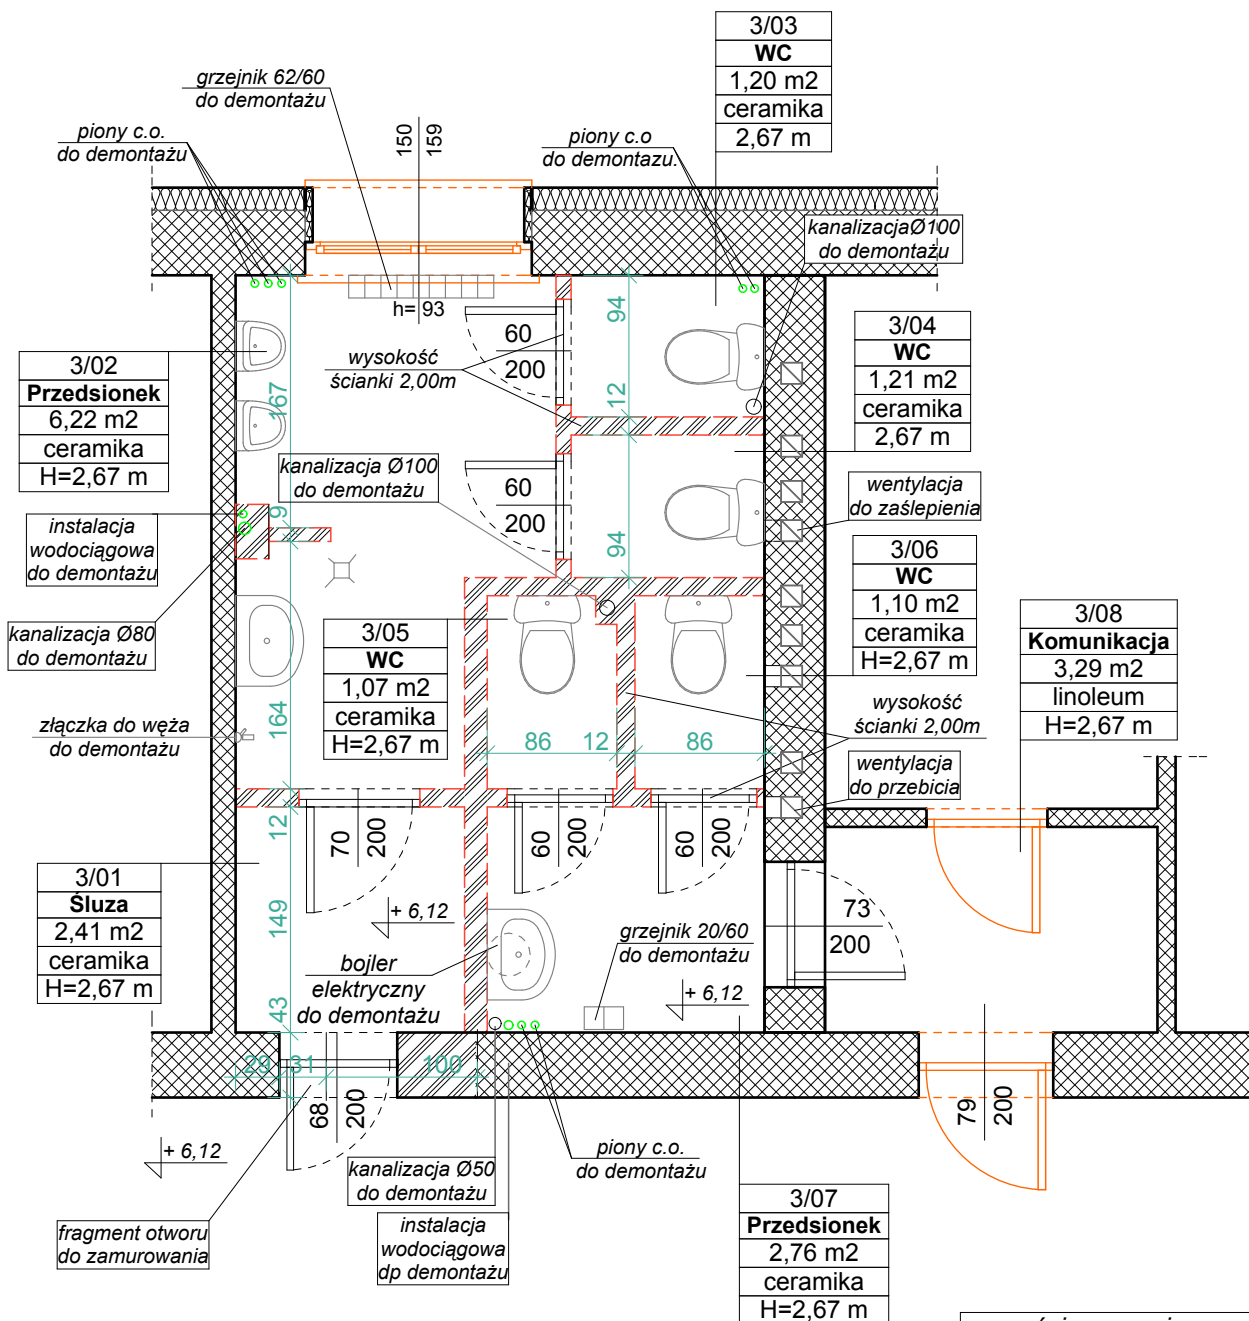 3/03
WC
1,20 m2
ceramika
2,67 m
grzejnik 62/60
do demontażu
piony c.o.
do demontażu
150
159
piony c.o
do demontazu.
kanalizacjaØ100
do demontażu
h= 93
60
200
94
12
wysokość
ścianki 2,00m
3/04
WC
1,21 m2
ceramika
2,67 m
3/02
Przedsionek
6,22 m2
ceramika
H=2,67 m
167
kanalizacja Ø100
do demontażu
60
200
wentylacja
do zaślepienia
9
94
instalacja
wodociągowa
do demontażu
3/06
WC
1,10 m2
ceramika
H=2,67 m
kanalizacja Ø80
do demontażu
3/05
WC
1,07 m2
ceramika
H=2,67 m
3/08
Komunikacja
3,29 m2
linoleum
H=2,67 m
złączka do węża
do demontażu
164
86
12
86
wysokość
ścianki 2,00m
wentylacja
do przebicia
12
70
200
60
200
60
200
3/01
Śluza
2,41 m2
ceramika
H=2,67 m
149
+ 6,12
73
200
bojler
elektryczny
do demontażu
grzejnik 20/60
do demontażu
+ 6,12
43
29
31
100
68
200
79
200
+ 6,12
kanalizacja Ø50
do demontażu
piony c.o.
do demontażu
fragment otworu
do zamurowania
instalacja
wodociągowa
dp demontażu
3/07
Przedsionek
2,76 m2
ceramika
H=2,67 m